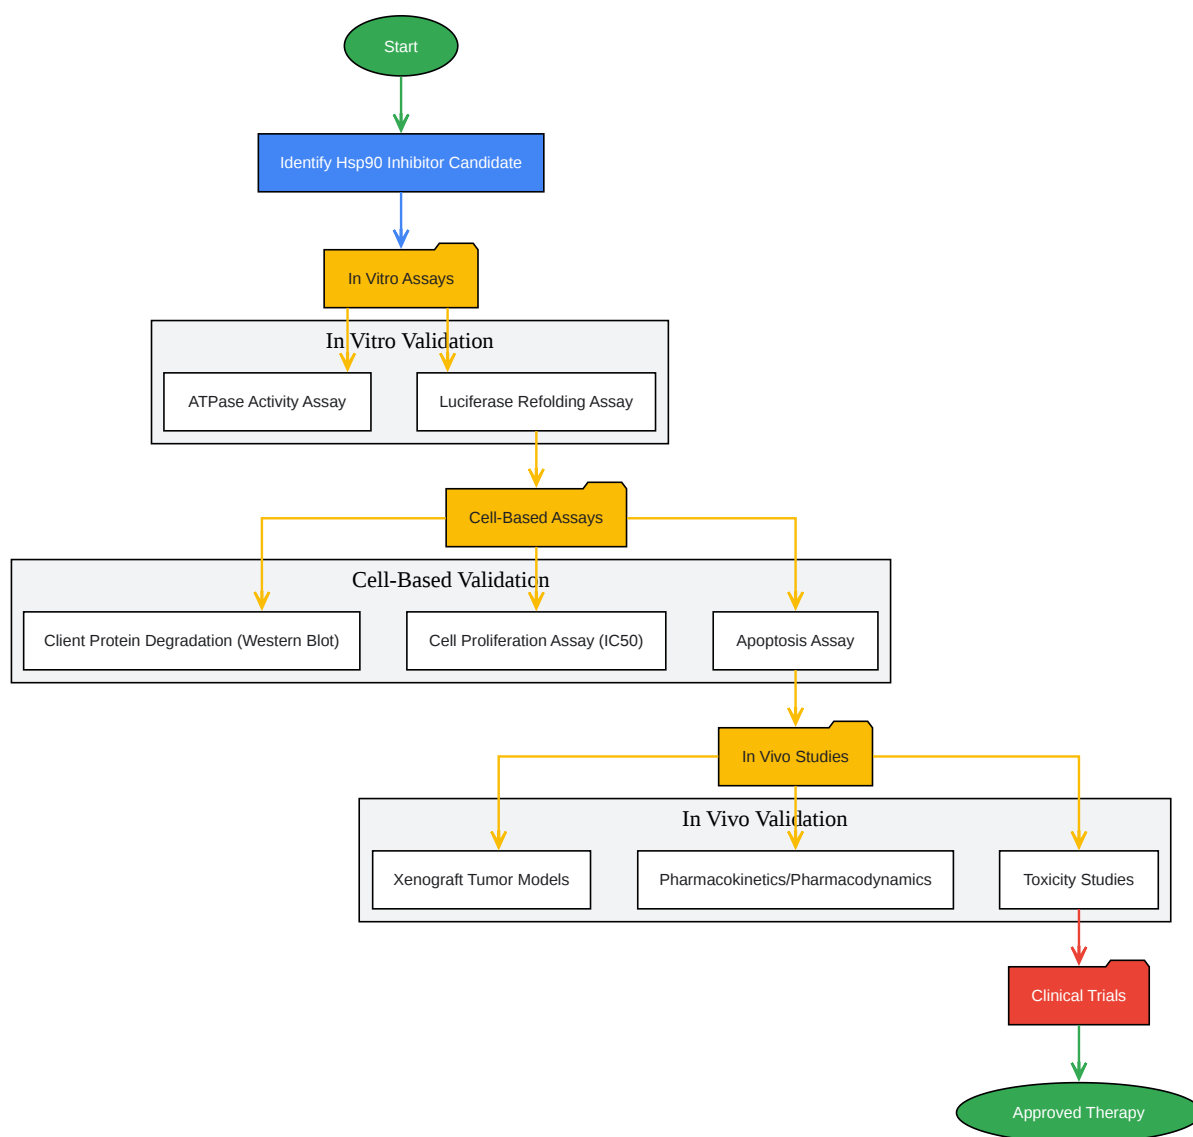 Start
Identify Hsp90 Inhibitor Candidate
In Vitro Assays
In Vitro Validation
ATPase Activity Assay
Luciferase Refolding Assay
Cell-Based Assays
Cell-Based Validation
Client Protein Degradation (Western Blot)
Cell Proliferation Assay (IC50)
Apoptosis Assay
In Vivo Studies
In Vivo Validation
Xenograft Tumor Models
Pharmacokinetics/Pharmacodynamics
Toxicity Studies
Clinical Trials
Approved Therapy